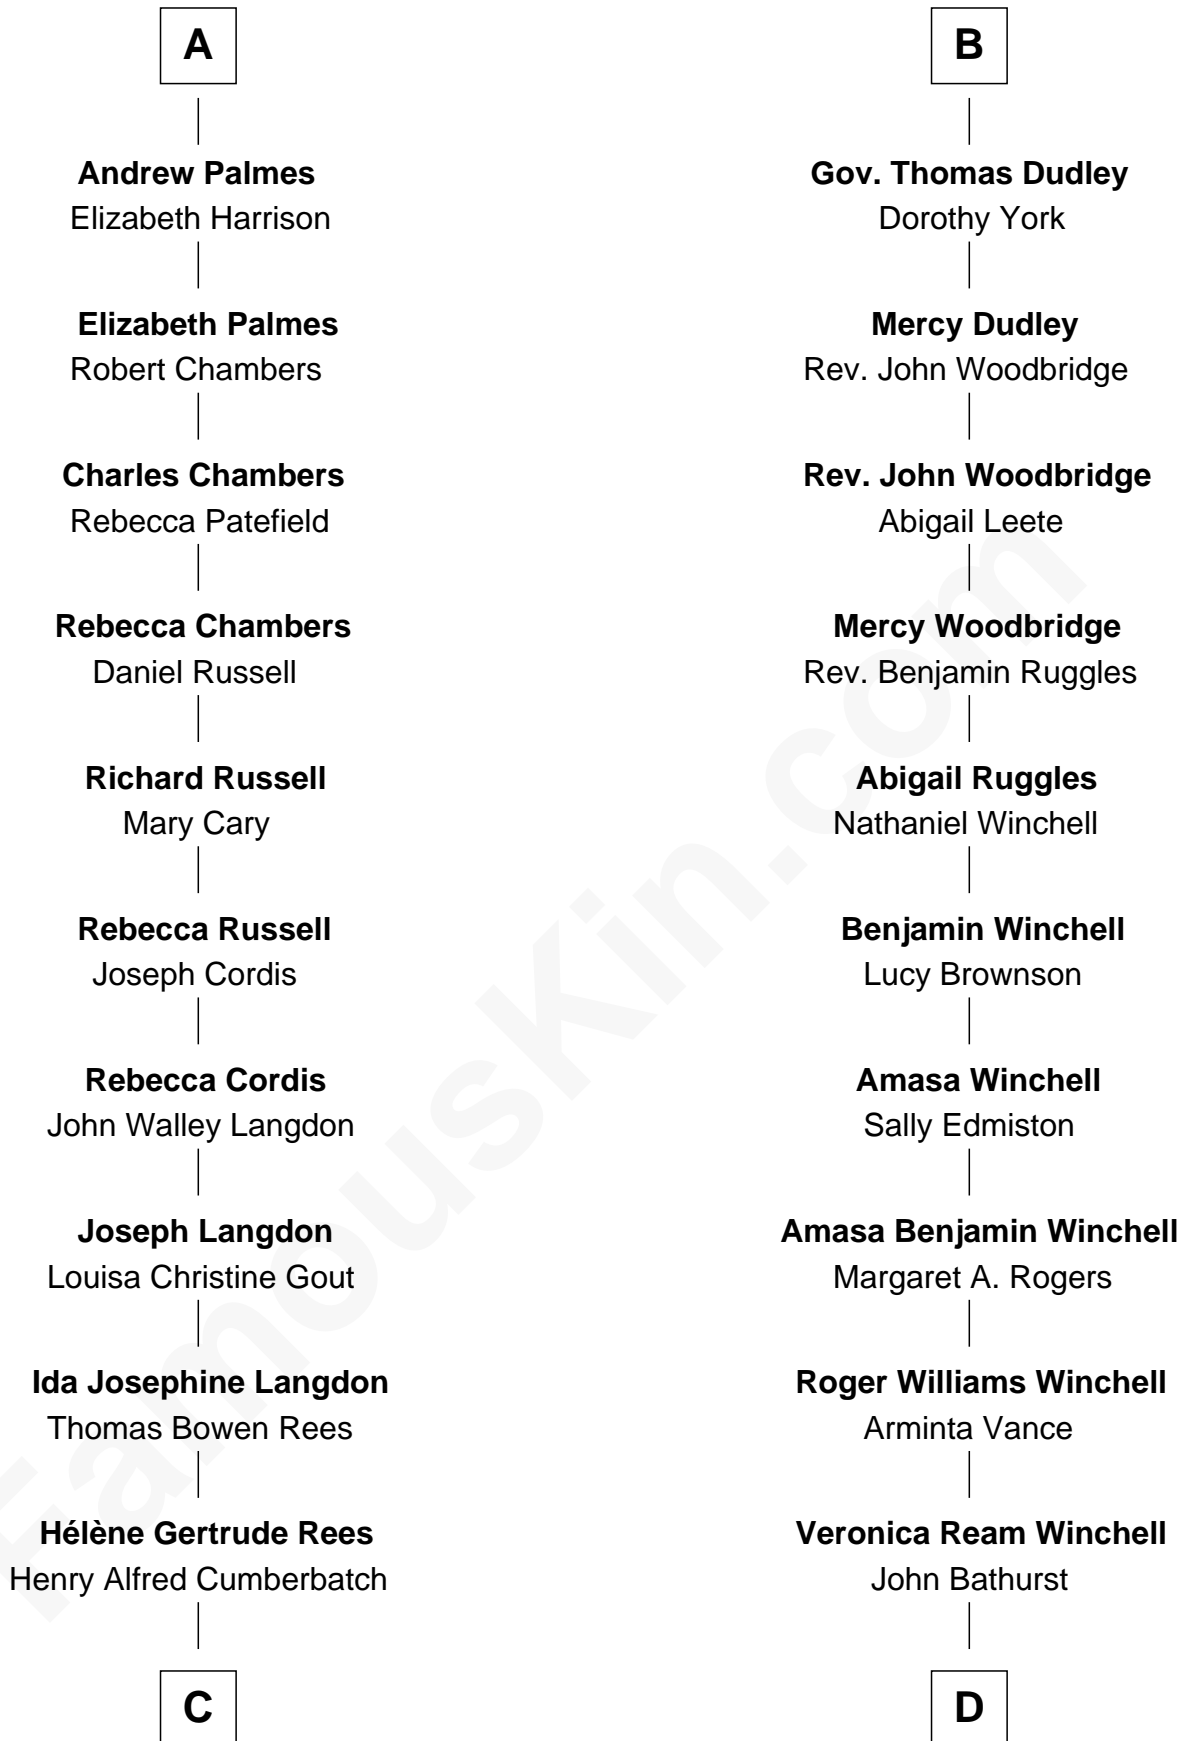 A
Andrew Palmes
Elizabeth Harrison
Elizabeth Palmes
Robert Chambers
Charles Chambers
Rebecca Patefield
Rebecca Chambers
Daniel Russell
Richard Russell
Mary Cary
Rebecca Russell
Joseph Cordis
Rebecca Cordis
John Walley Langdon
Joseph Langdon
Louisa Christine Gout
Ida Josephine Langdon
Thomas Bowen Rees
Hélène Gertrude Rees
Henry Alfred Cumberbatch
C
B
Gov. Thomas Dudley
Dorothy York
Mercy Dudley
Rev. John Woodbridge
Rev. John Woodbridge
Abigail Leete
Mercy Woodbridge
Rev. Benjamin Ruggles
Abigail Ruggles
Nathaniel Winchell
Benjamin Winchell
Lucy Brownson
Amasa Winchell
Sally Edmiston
Amasa Benjamin Winchell
Margaret A. Rogers
Roger Williams Winchell
Arminta Vance
Veronica Ream Winchell
John Bathurst
D
FamousKin.com